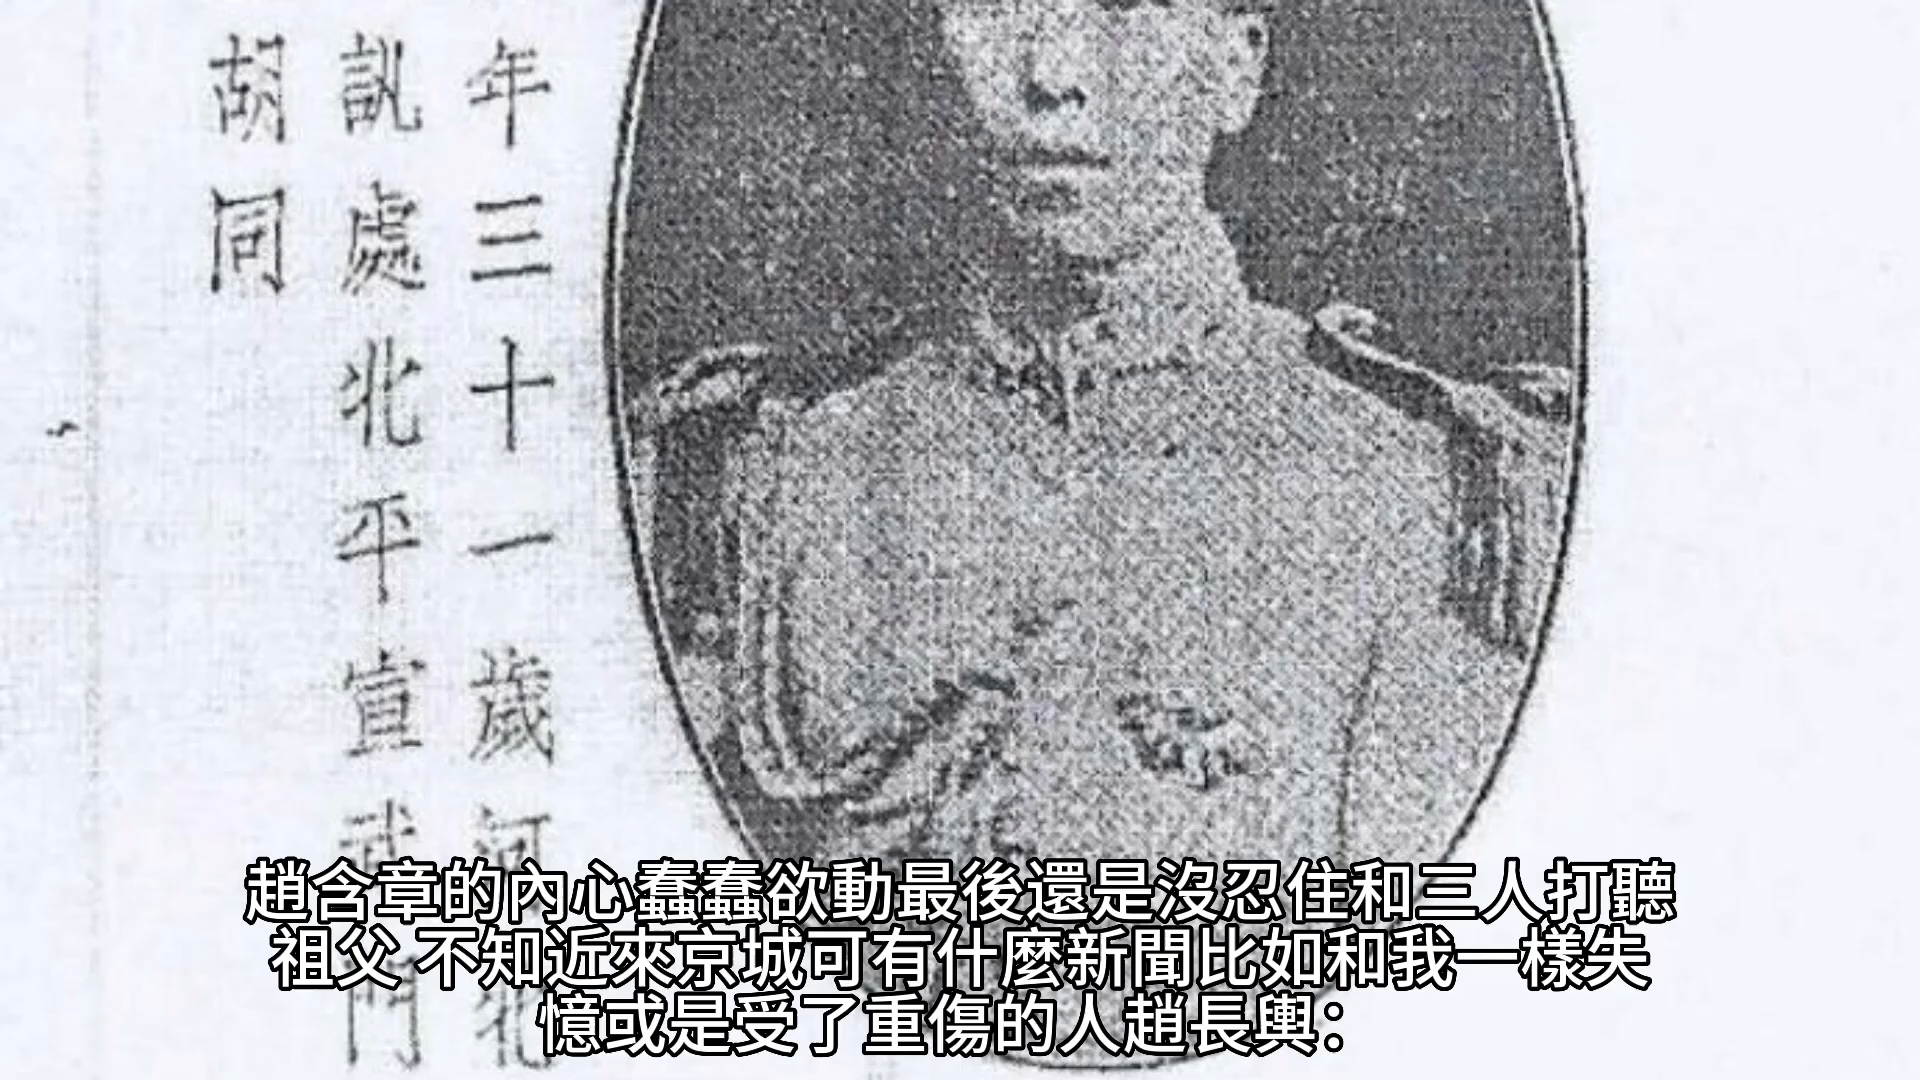 年三十一歲河北
訊處北平宣武門
胡同
趙含章的內心蠢蠢欲動最後還是沒忍住和三人打聽
祖父 不知近來京城可有什麼新聞比如和我一樣失
憶或是受了重傷的人趙長輿：